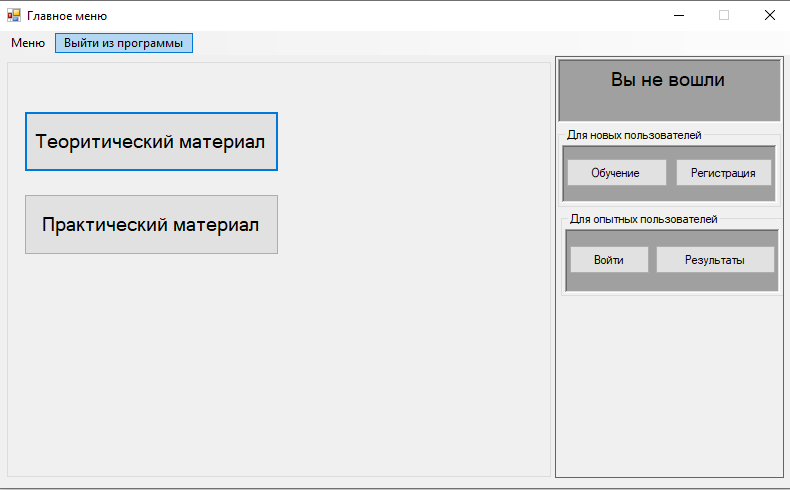 Главное меню
Меню Выйти из программы
Вы не вошли
Теоритический материал
Практический материал
Для новых пользователей
Обучение Регистрация
Для опытных пользователей
Войти Результаты